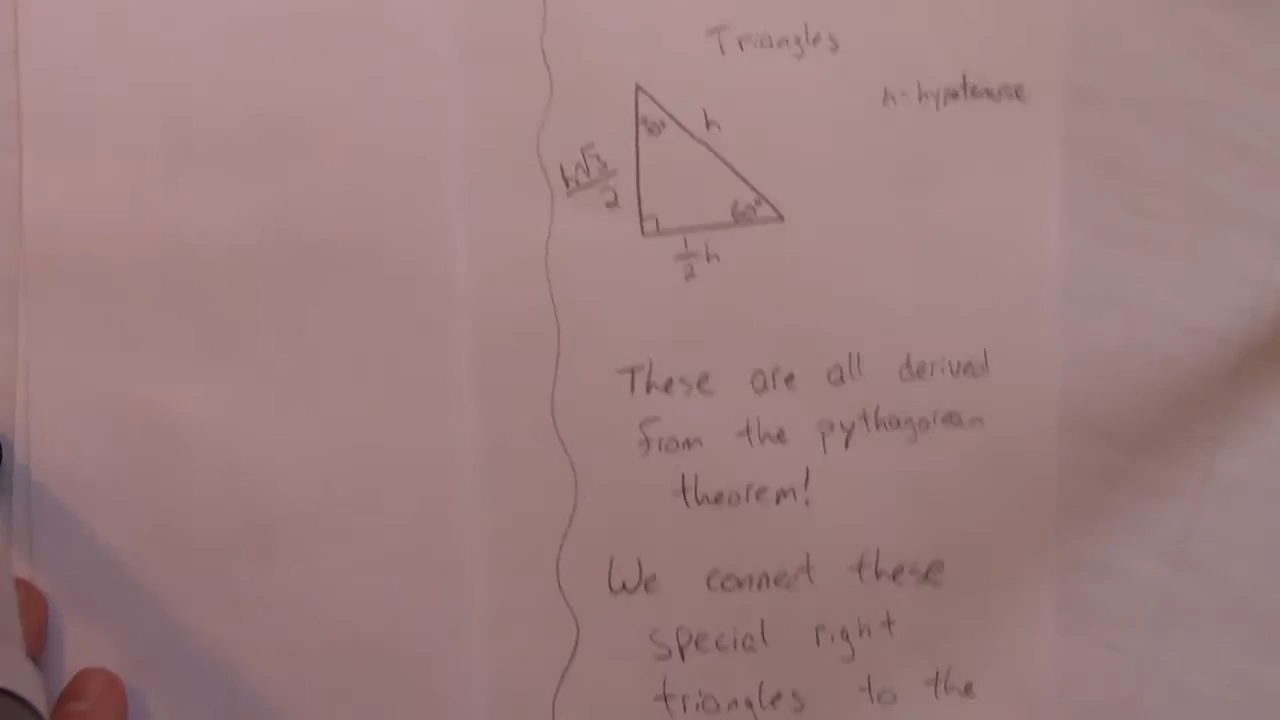 Triangles
h - hypotenuse
30°
h
h√3/2
60°
1/2 h
These are all derived
from the pythagorean
theorem!
We connect these
special right
triangles to the